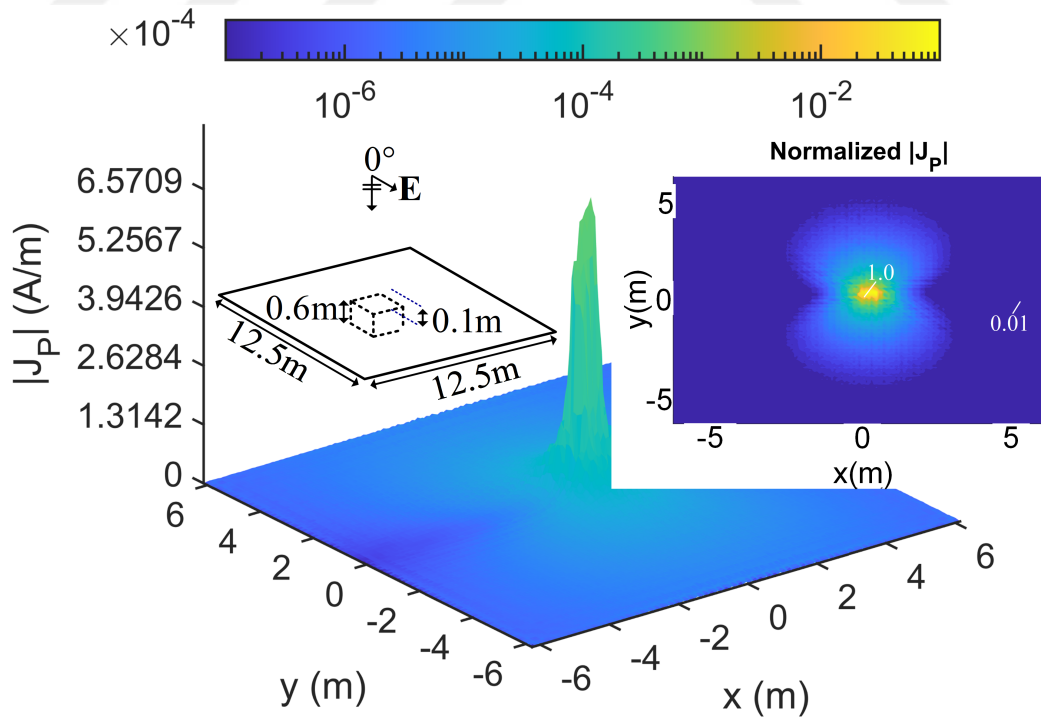 ×10⁻⁴
10⁻⁶ 10⁻⁴ 10⁻²
|J_P| (A/m)
6.5709
5.2567
3.9426
2.6284
1.3142
0
0°
E
0.6m
0.1m
12.5m
12.5m
Normalized |J_P|
y(m)
5
0
-5
1.0
0.01
-5 0 5
x(m)
6
4
2
0
-2
-4
-6
y (m)
-6
-4
-2
0
2
4
6
x (m)